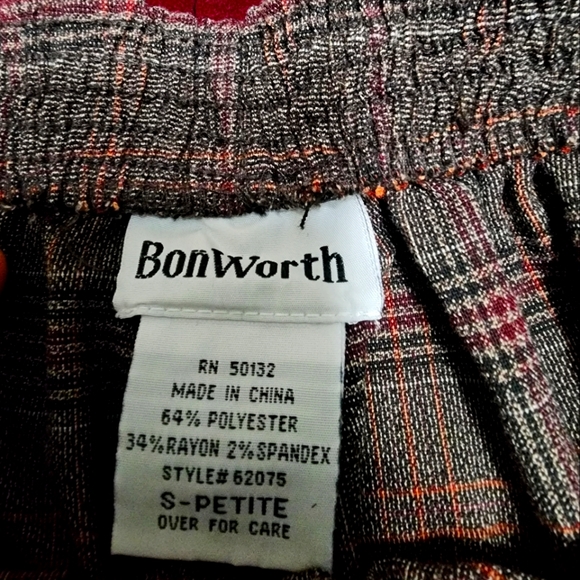 BonWorth
RN 50132
MADE IN CHINA
64% POLYESTER
34%RAYON 2%SPANDEX
STYLE# 62075
S-PETITE
OVER FOR CARE